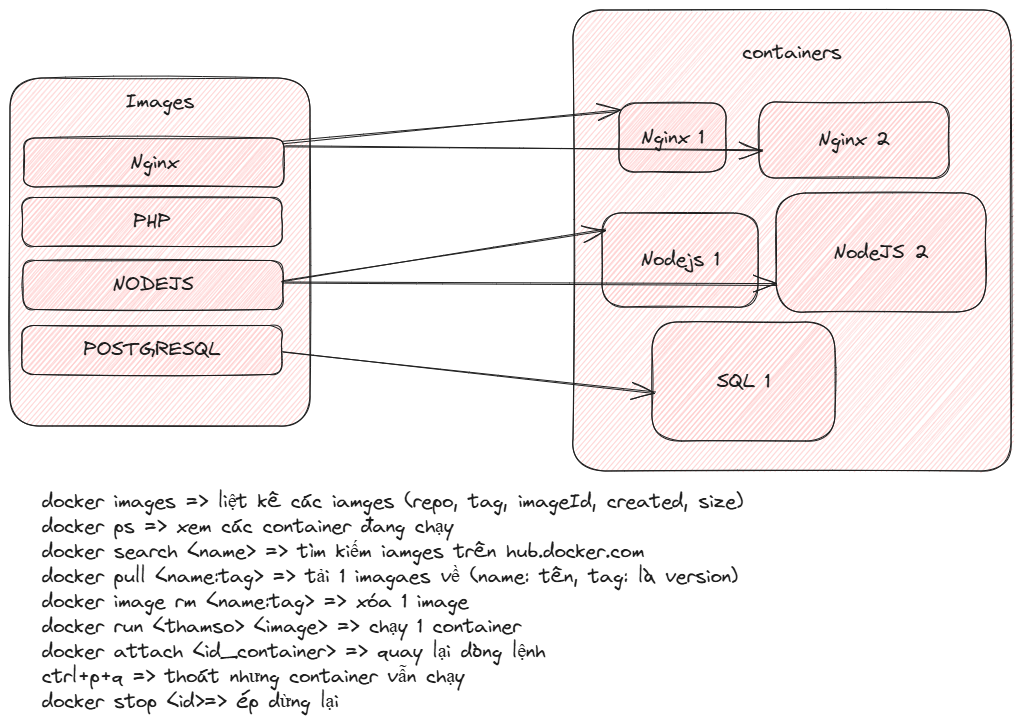 containers
Images
Nginx
PHP
NODEJS
POSTGRESQL
Nginx 1
Nginx 2
Nodejs 1
NodeJS 2
SQL 1
docker images => liệt kê các iamges (repo, tag, imageId, created, size)
docker ps => xem các container đang chạy
docker search <name> => tìm kiếm iamges trên hub.docker.com
docker pull <name:tag> => tải 1 imagaes về (name: tên, tag: là version)
docker image rm <name:tag> => xóa 1 image
docker run <thamso> <image> => chạy 1 container
docker attach <id_container> => quay lại dòng lệnh
ctrl+p+q => thoát nhưng container vẫn chạy
docker stop <id>=> ép dừng lại